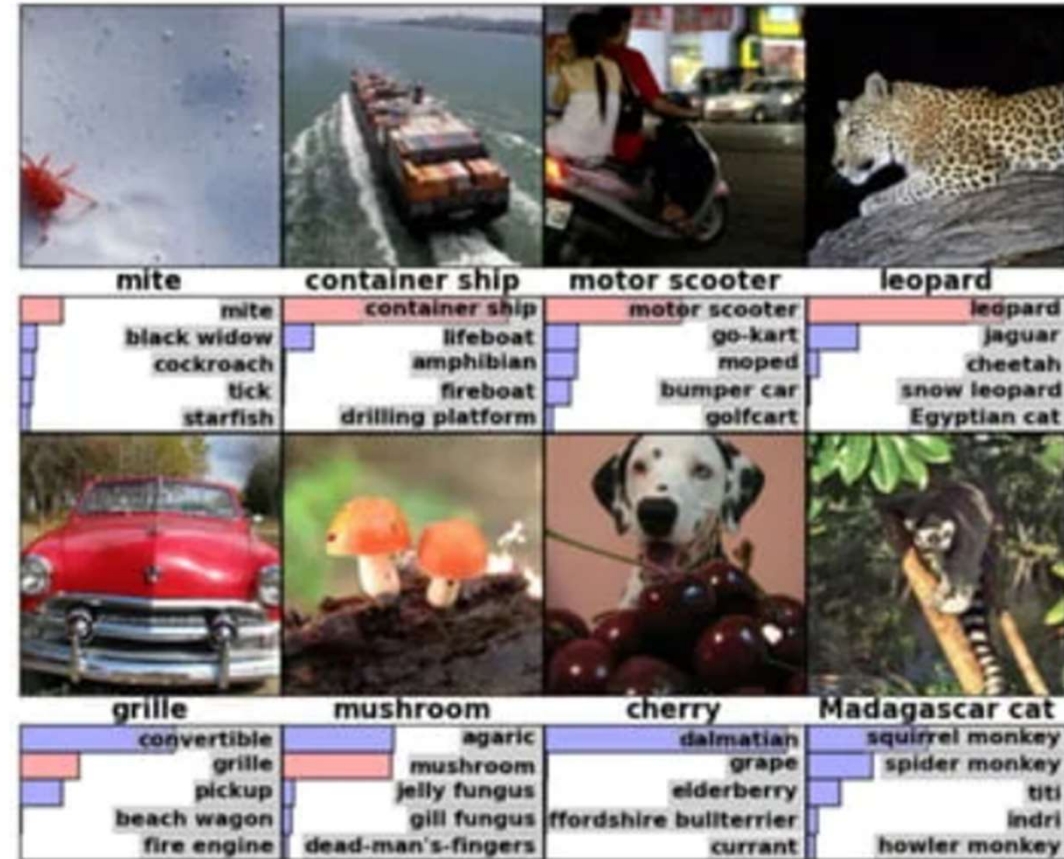 mite
container ship
motor scooter
leopard
mite
black widow
cockroach
tick
starfish
container ship
lifeboat
amphibian
fireboat
drilling platform
motor scooter
go-kart
moped
bumper car
golfcart
leopard
jaguar
cheetah
snow leopard
Egyptian cat
grille
mushroom
cherry
Madagascar cat
convertible
grille
pickup
beach wagon
fire engine
agaric
mushroom
jelly fungus
gill fungus
dead-man's-fingers
dalmatian
grape
elderberry
ffordshire bullterrier
currant
squirrel monkey
spider monkey
titi
indri
howler monkey